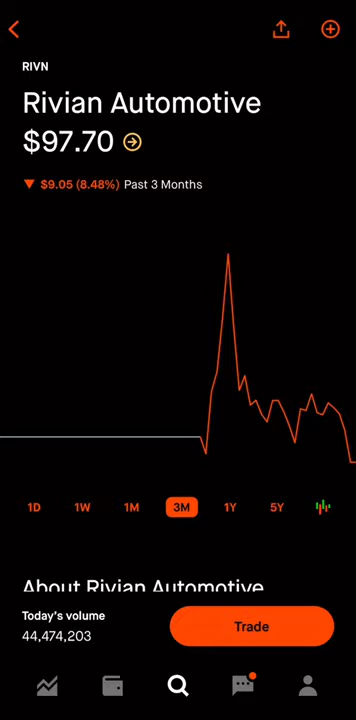 RIVN
Rivian Automotive
$97.70
▼ $9.05 (8.48%) Past 3 Months
1D 1W 1M 3M 1Y 5Y
About Rivian Automotive
Today's volume
44,474,203
Trade